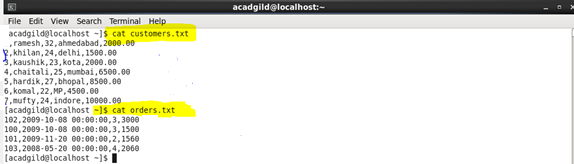 acadgild@localhost:~
File Edit View Search Terminal Help
acadgild@localhost ~]$ cat customers.txt
,ramesh,32,ahmedabad,2000.00
2,khilan,24,delhi,1500.00
3,kaushik,23,kota,2000.00
4,chaitali,25,mumbai,6500.00
5,hardik,27,bhopal,8500.00
6,komal,22,MP,4500.00
7,mufty,24,indore,10000.00
[acadgild@localhost ~]$ cat orders.txt
102,2009-10-08 00:00:00,3,3000
100,2009-10-08 00:00:00,3,1500
101,2009-11-20 00:00:00,2,1560
103,2008-05-20 00:00:00,4,2060
[acadgild@localhost ~]$